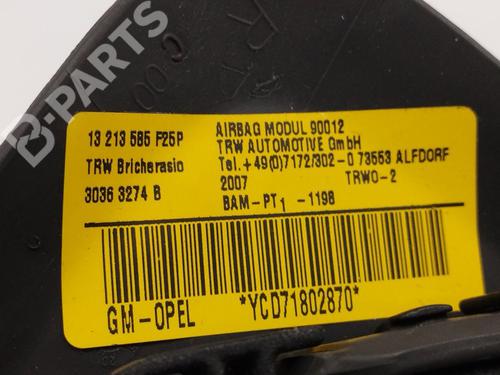 B-PARTS
13 213 585 F25P
AIRBAG MODUL 90012
TRW AUTOMOTIVE GmbH
TRW Bricherasio
Tel.+49(0)7172/302-0 73553 ALFDORF
3036 3274 B
2007 TRWO-2
BAM-PT1 -1198
GM-OPEL
*YCD71802870*